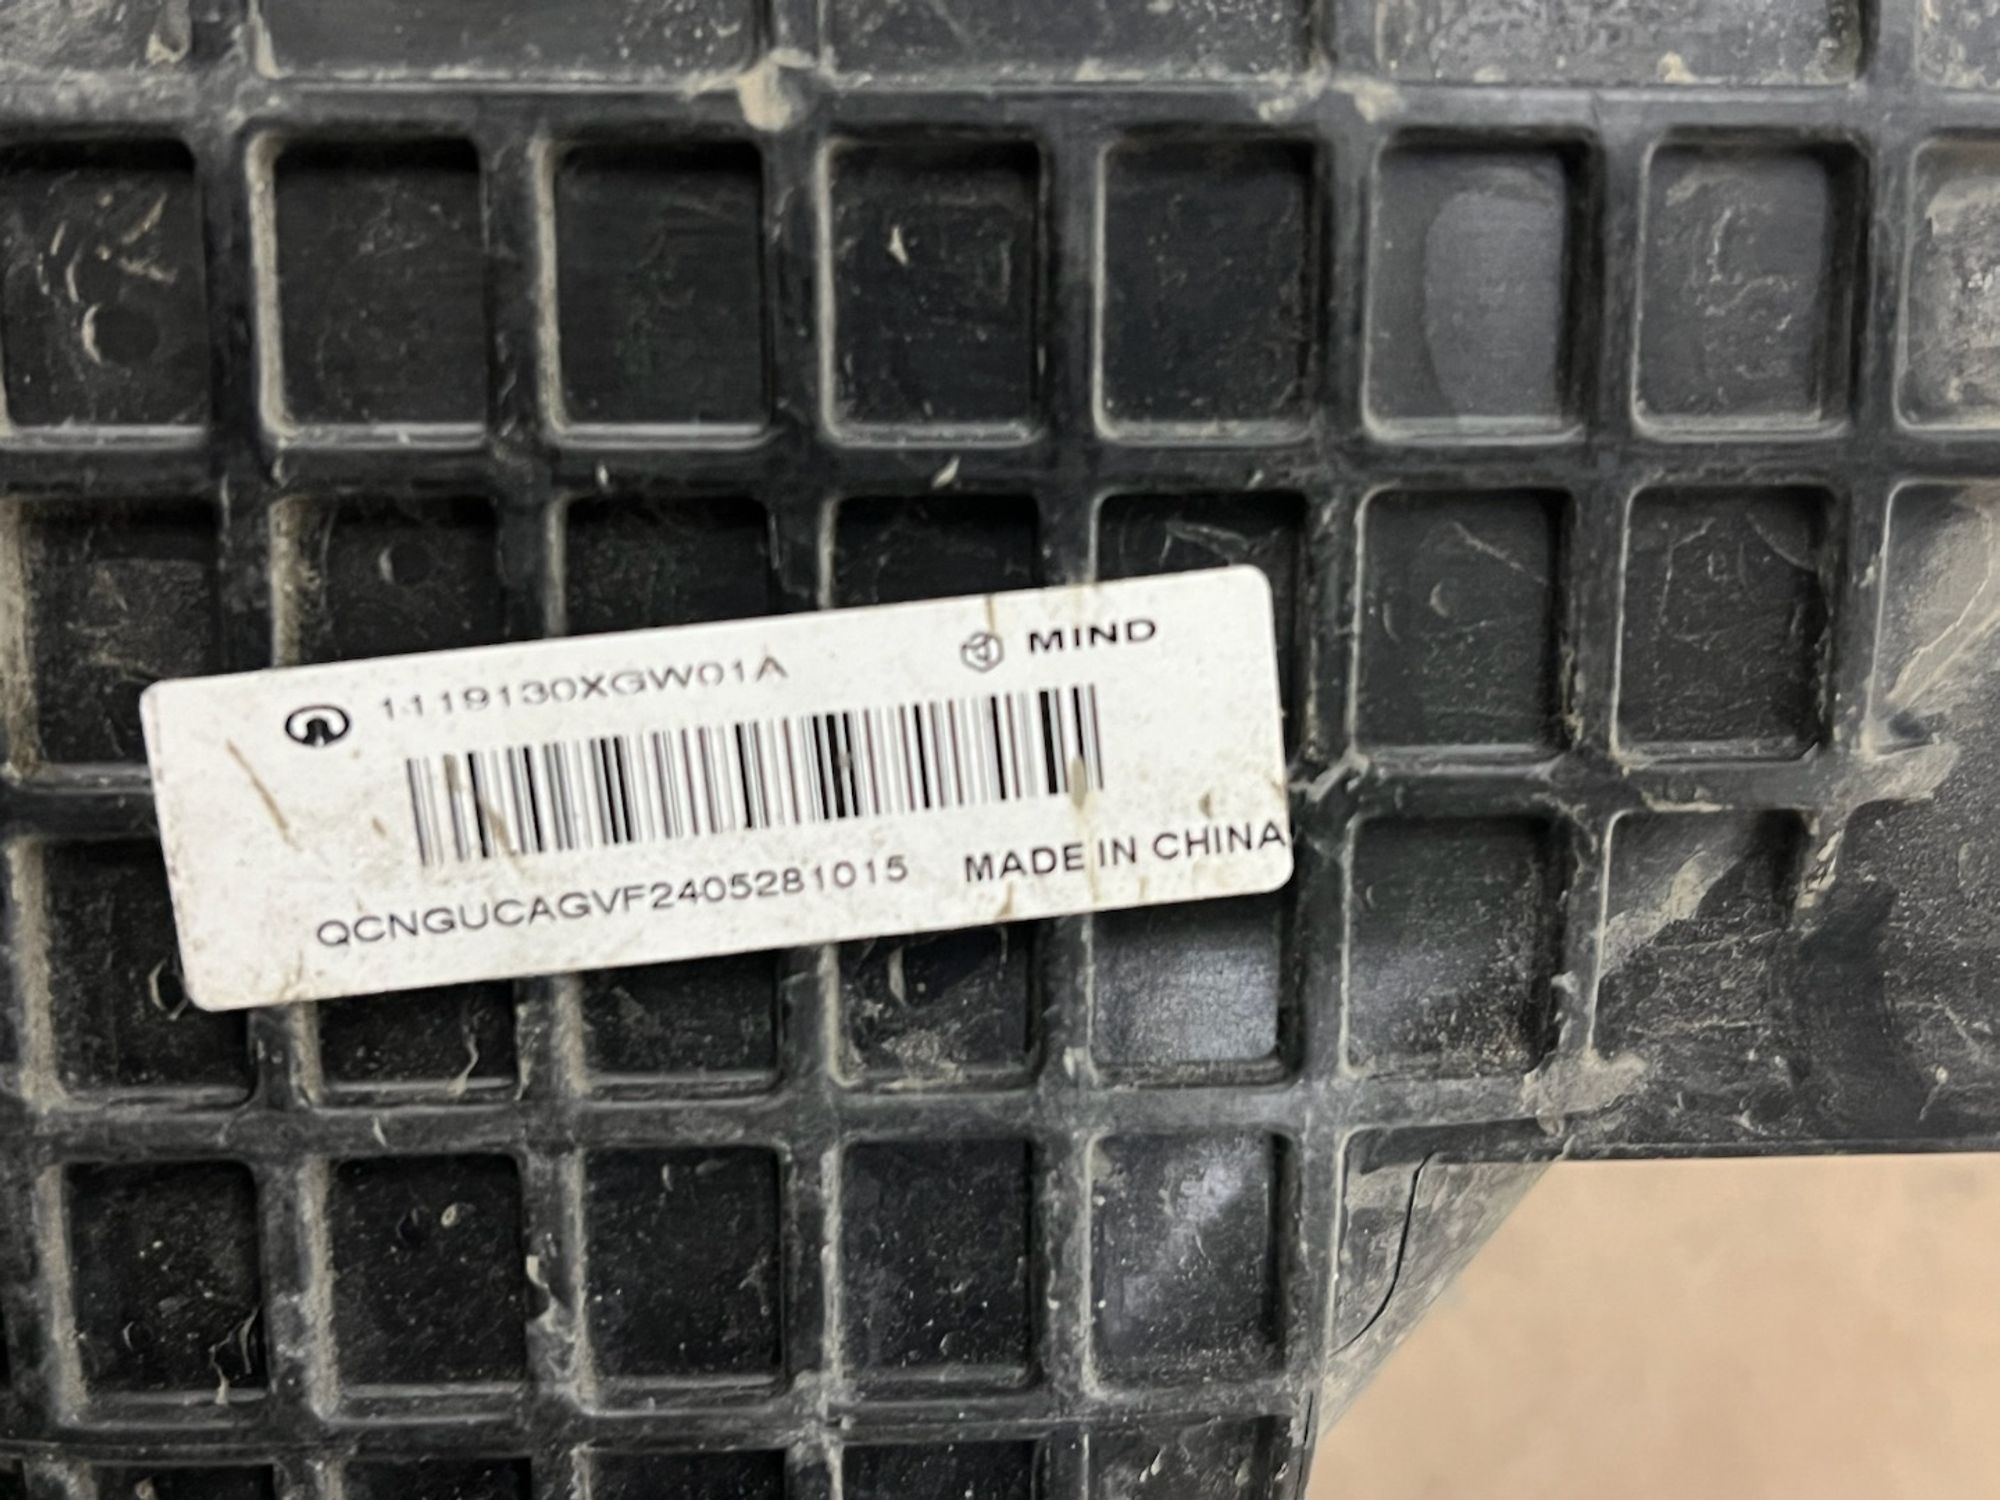 1119130XGW01A MIND
QCNGUCAGVF2405281015 MADE IN CHINA